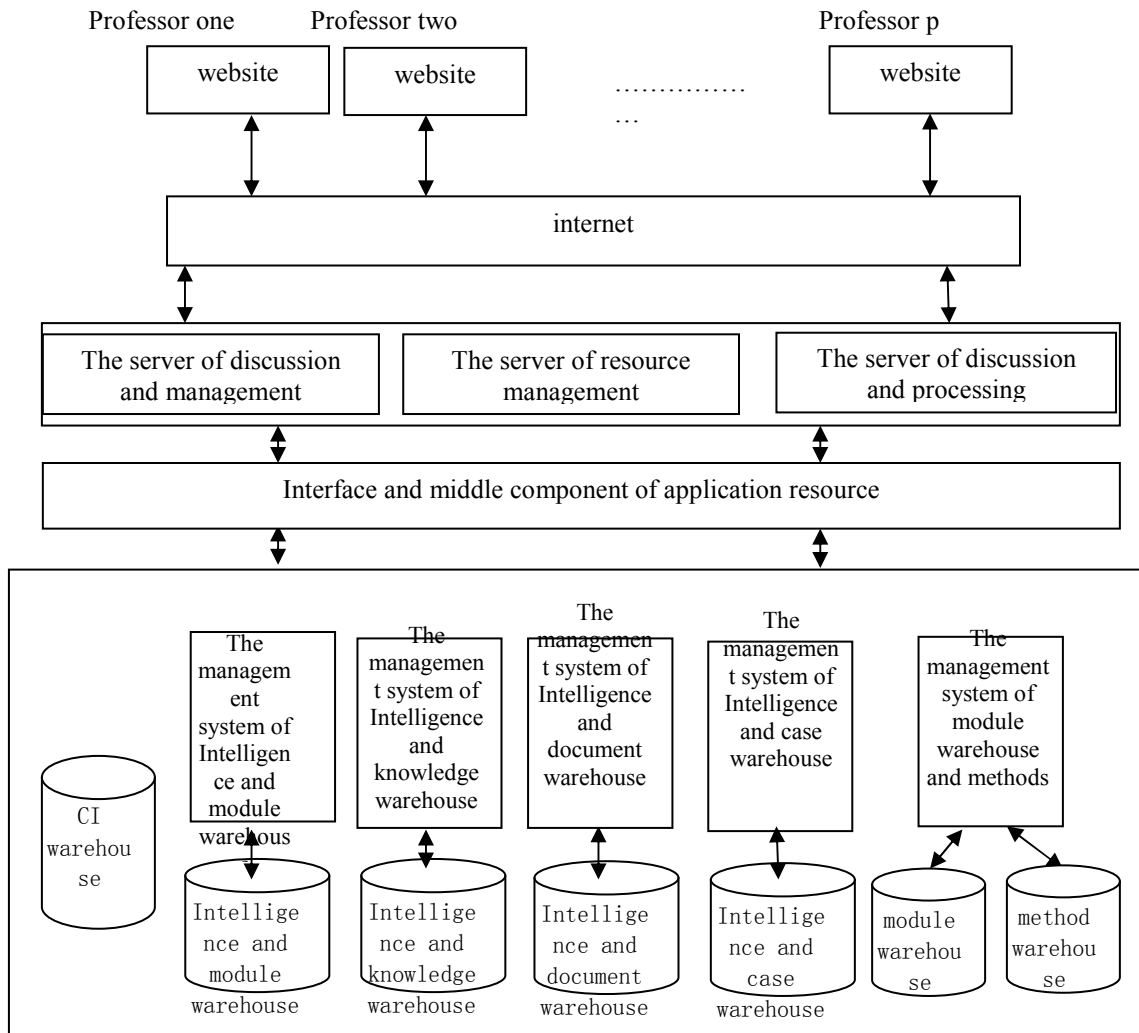 Professor one
Professor two
Professor p
website
website
website
...............
...
internet
The server of discussion
and management
The server of resource
management
The server of discussion
and processing
Interface and middle component of application resource
The
managem
ent
system of
Intelligen
ce and
module
warehous
The
managemen
t system of
Intelligence
and
knowledge
warehouse
The
managemen
t system of
Intelligence
and
document
warehouse
The
managemen
t system of
Intelligence
and case
warehouse
The
management
system of
module
warehouse
and methods
CI
warehou
se
Intellige
nce and
module
warehouse
Intellige
nce and
knowledge
warehouse
Intellige
nce and
document
warehouse
Intellige
nce and
case
warehouse
module
warehou
se
method
warehou
se